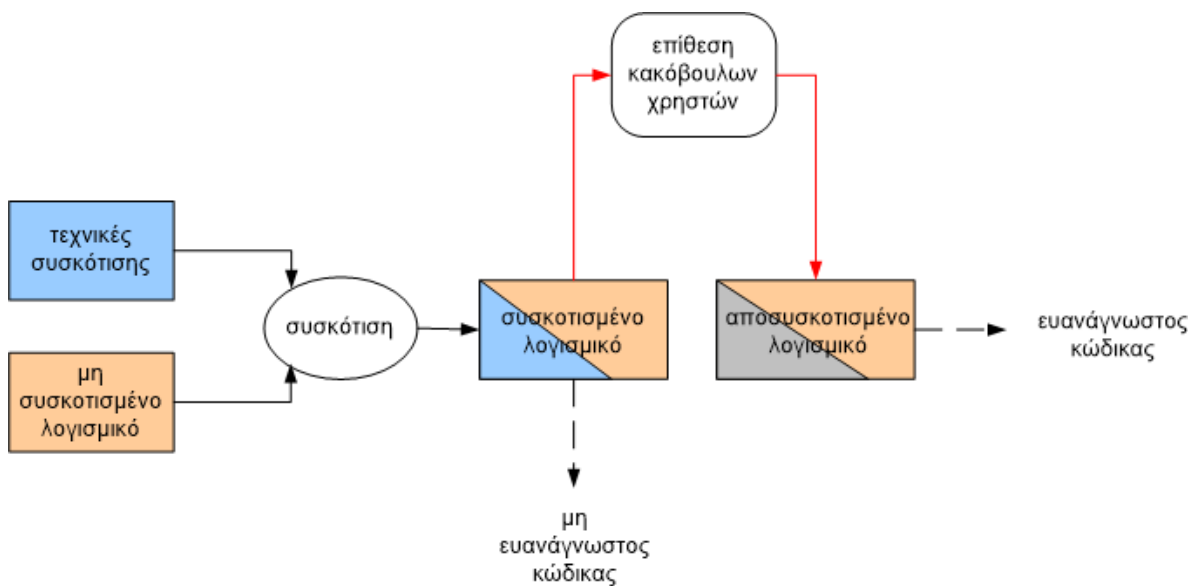 επίθεση
κακόβουλων
χρηστών
τεχνικές
συσκότισης
συσκότιση
συσκοτισμένο
λογισμικό
αποσυσκοτισμένο
λογισμικό
ευανάγνωστος
κώδικας
μη
συσκοτισμένο
λογισμικό
μη
ευανάγνωστος
κώδικας